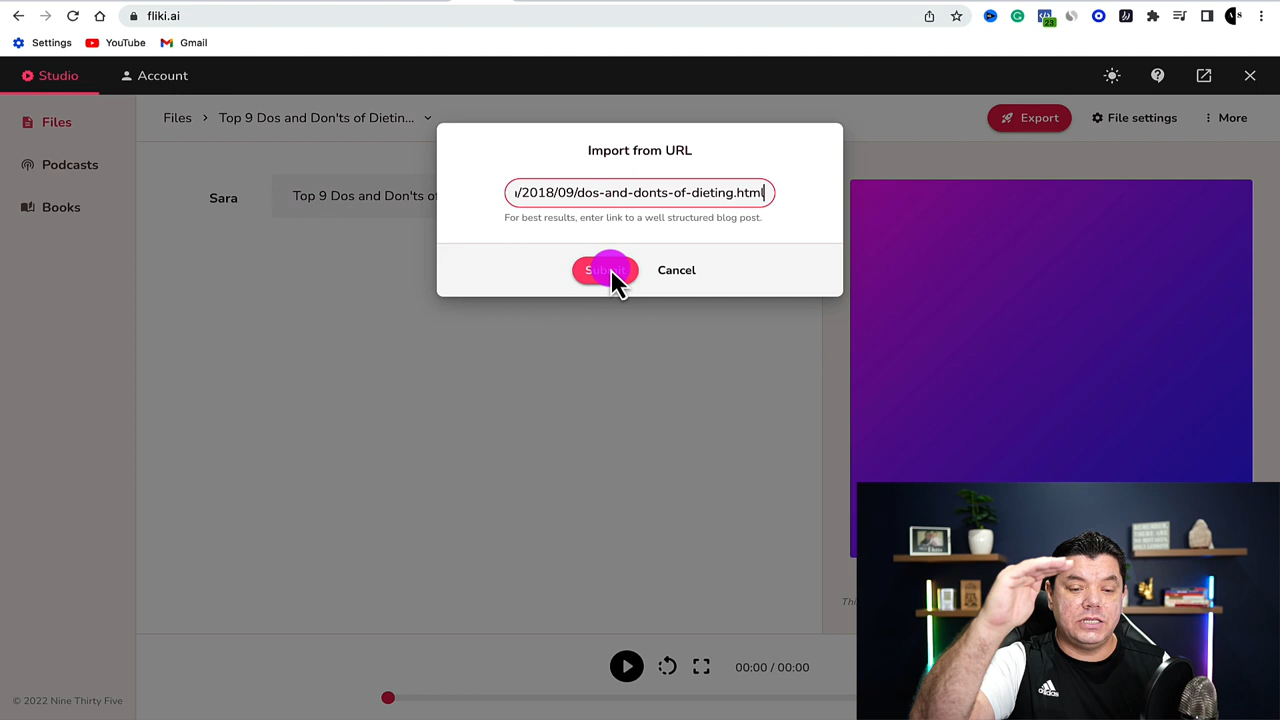 fliki.ai
23
Settings
YouTube
Gmail
Studio
Account
Files
Podcasts
Books
Files > Top 9 Dos and Don'ts of Dietin...
Export
File settings
More
Import from URL
/2018/09/dos-and-donts-of-dieting.html
For best results, enter link to a well structured blog post.
Submit
Cancel
Sara
Top 9 Dos and Don'ts of
00:00 / 00:00
© 2022 Nine Thirty Five